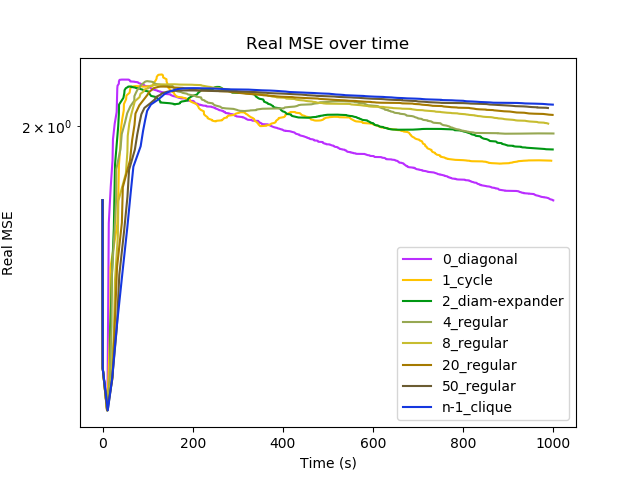 Real MSE over time
Real MSE
2 × 10⁰
0_diagonal
1_cycle
2_diam-expander
4_regular
8_regular
20_regular
50_regular
n-1_clique
0 200 400 600 800 1000
Time (s)